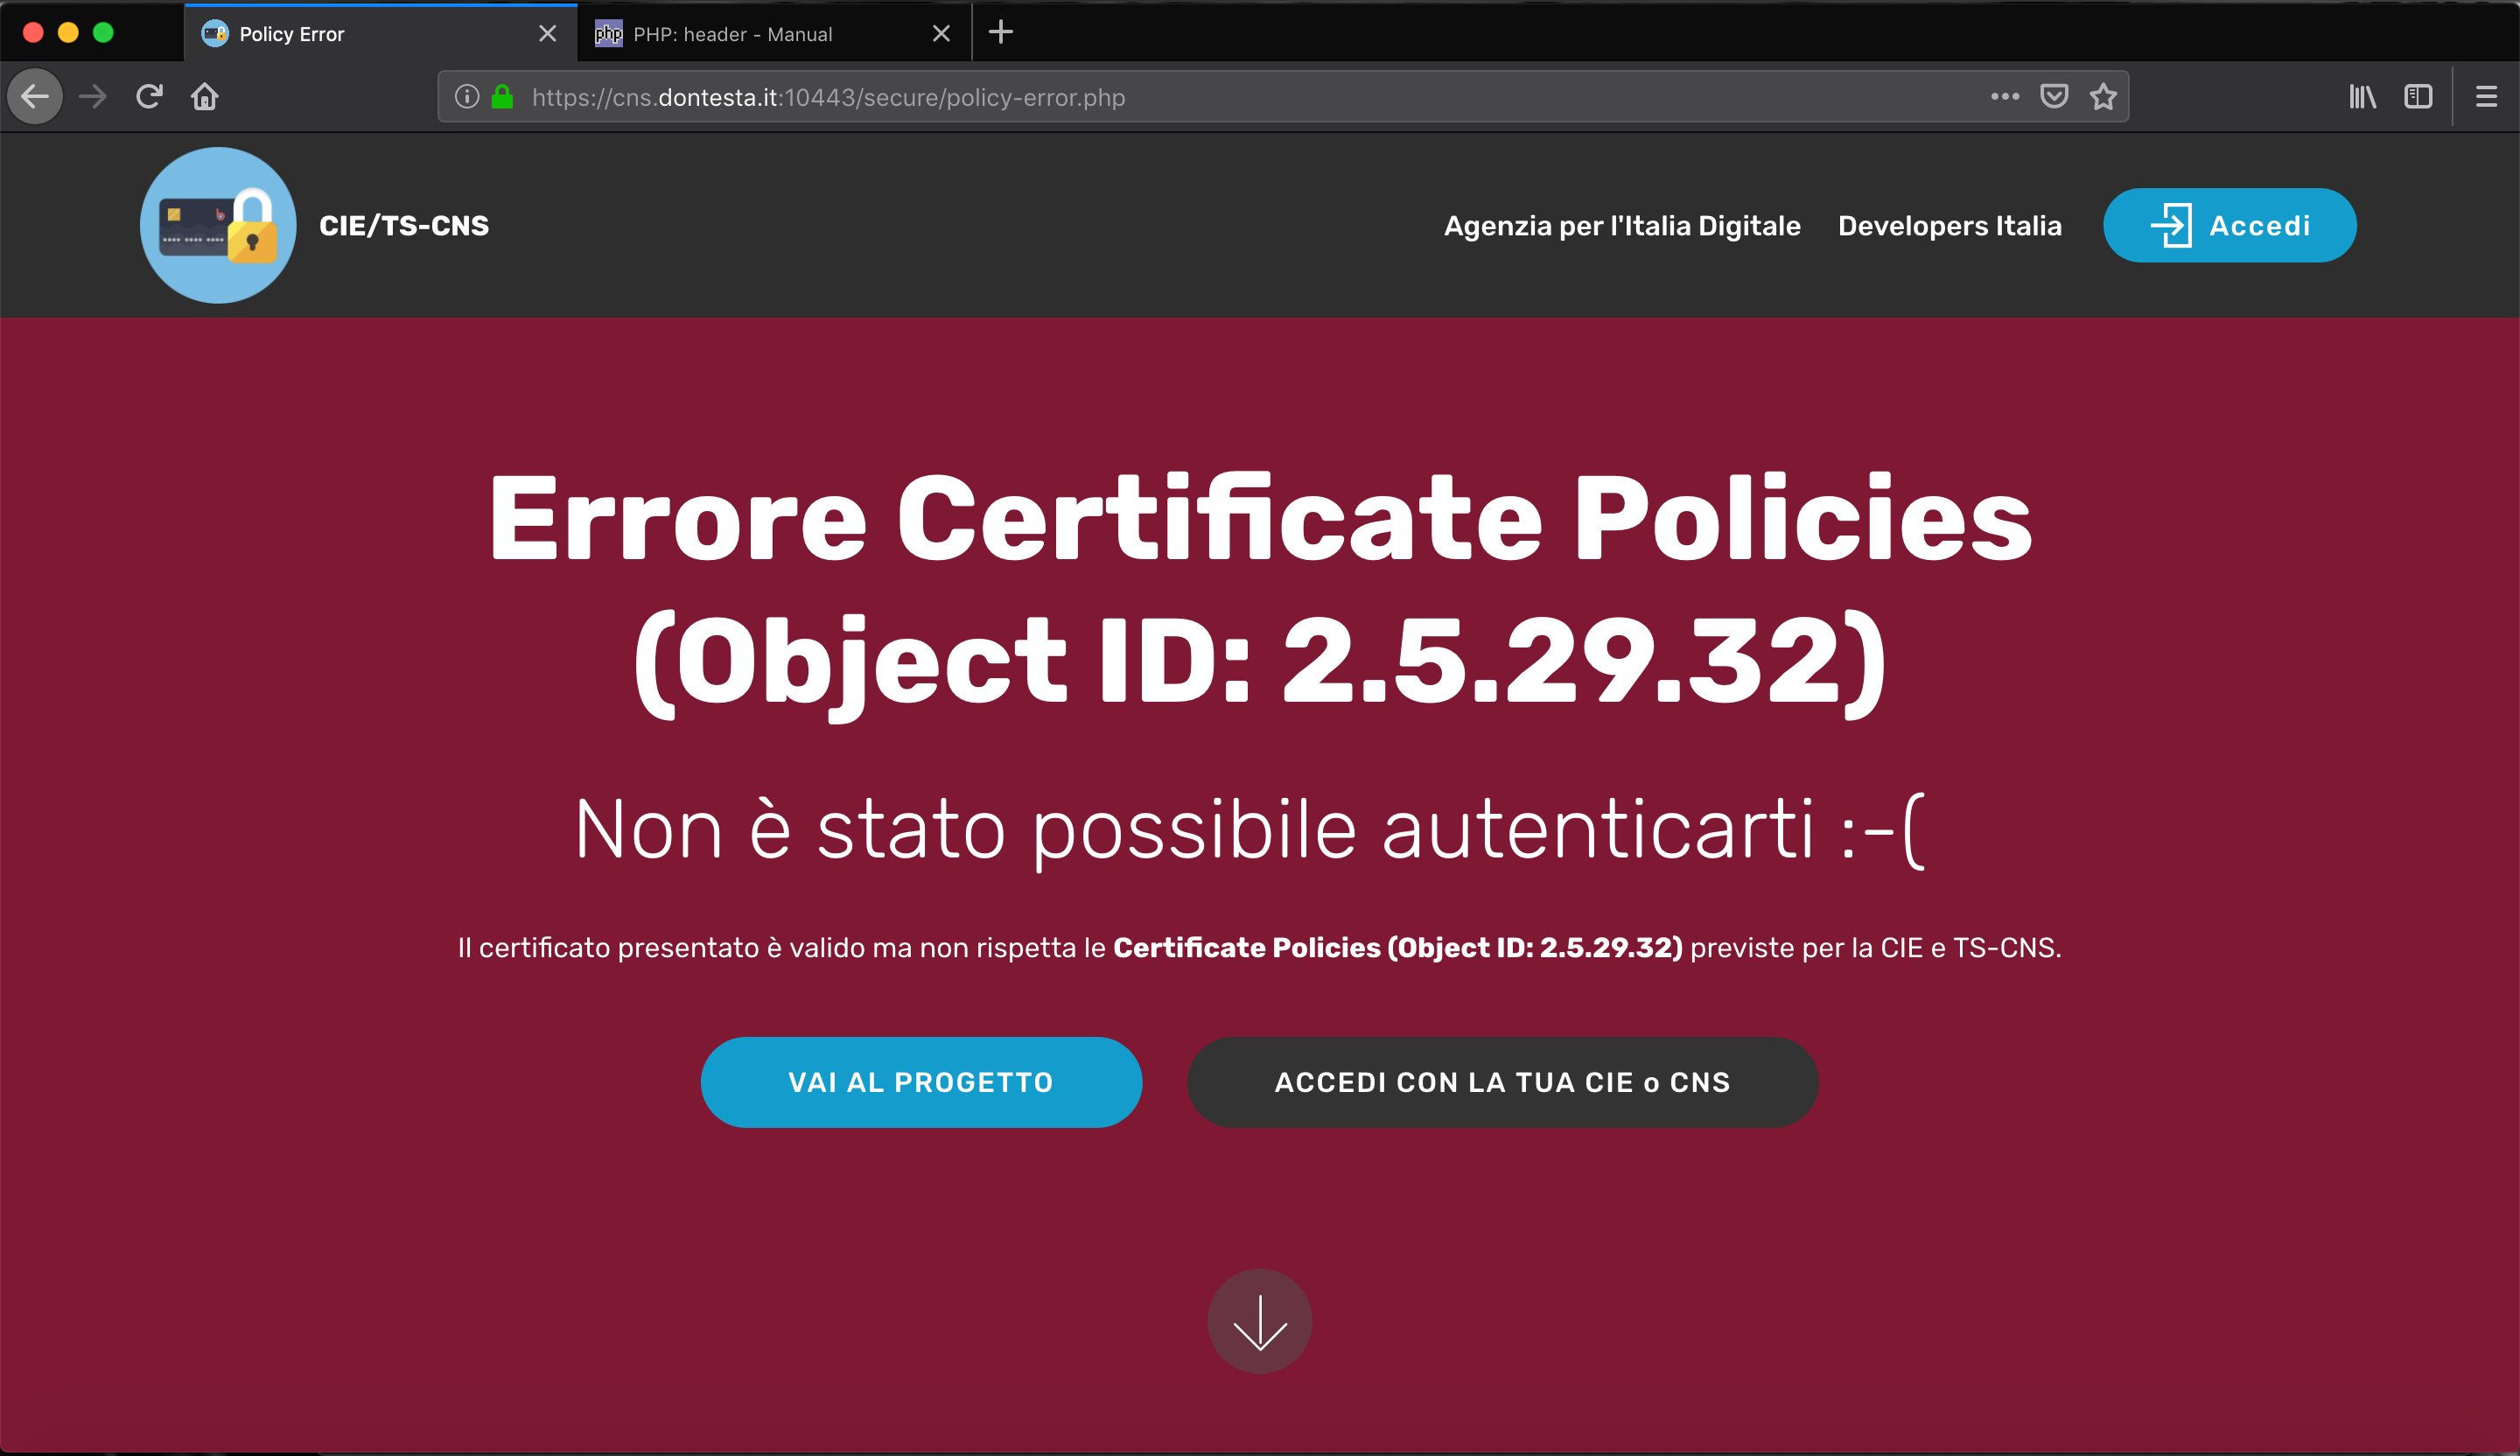 Policy Error
php PHP: header - Manual
https://cns.dontesta.it:10443/secure/policy-error.php
CIE/TS-CNS
Agenzia per l'Italia Digitale Developers Italia Accedi
Errore Certificate Policies
(Object ID: 2.5.29.32)
Non è stato possibile autenticarti :-(
Il certificato presentato è valido ma non rispetta le Certificate Policies (Object ID: 2.5.29.32) previste per la CIE e TS-CNS.
VAI AL PROGETTO ACCEDI CON LA TUA CIE o CNS